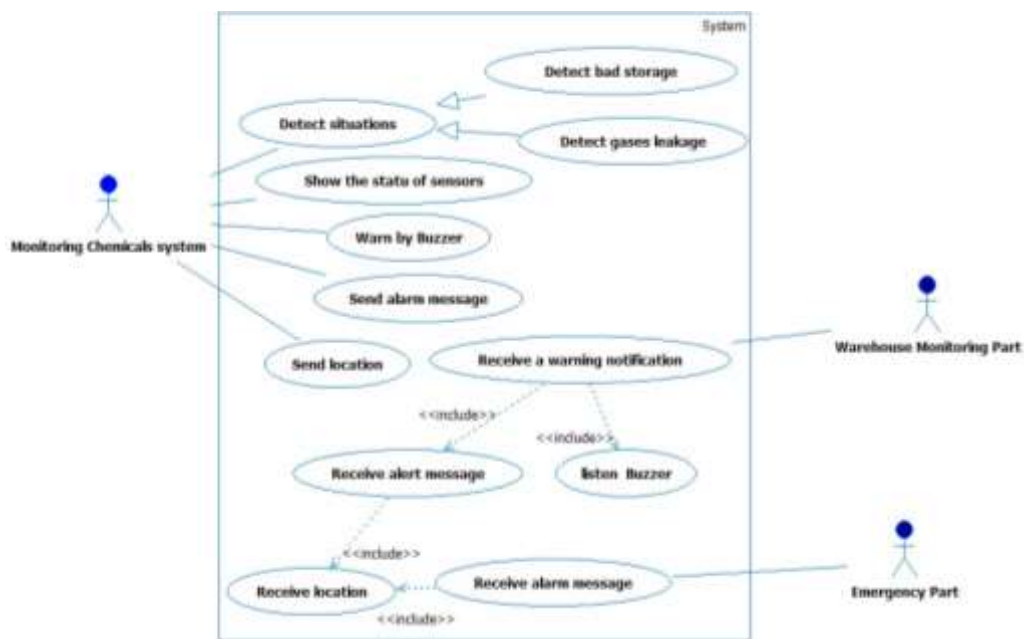 System
Detect bad storage
Detect situations
Detect gases leakage
Show the statu of sensors
Monitoring Chemicals system
Warn by Buzzer
Send alarm message
Warehouse Monitoring Part
Send location
Receive a warning notification
<<include>>
<<include>>
Receive alert message
listen Buzzer
<<include>>
Receive location
Receive alarm message
Emergency Part
<<include>>